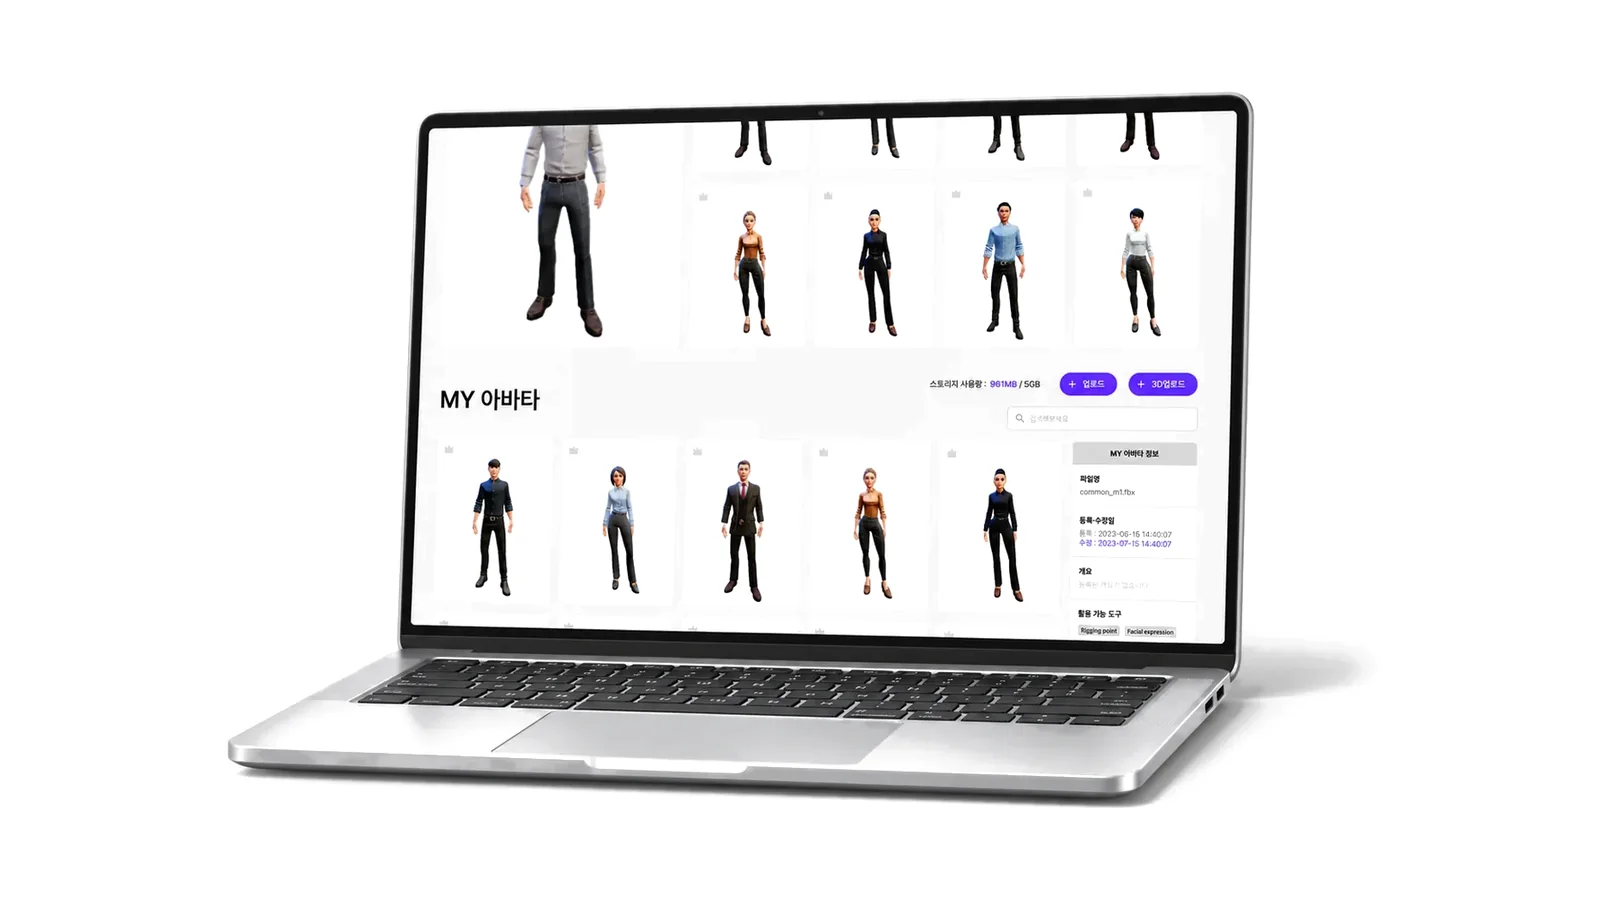 스토리지 사용량 : 961MB / 5GB
+ 업로드
+ 3D업로드
MY 아바타
MY 아바타 정보
파일명
common_m1.fbx
등록·수정일
등록 : 2023-06-15 14:40:07
수정 : 2023-07-15 14:40:07
개요
활용 가능 도구
Rigging point
Facial expression